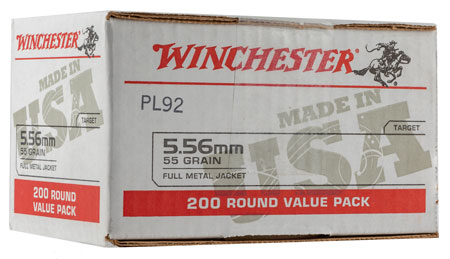 WINCHESTER
PL92
MADE IN
USA
TARGET
5.56mm
55 GRAIN
FULL METAL JACKET
200 ROUND VALUE PACK
MADE IN
USA
5.56mm
55 GRAIN
FULL METAL JACKET
200 ROUND
VALUE PACK